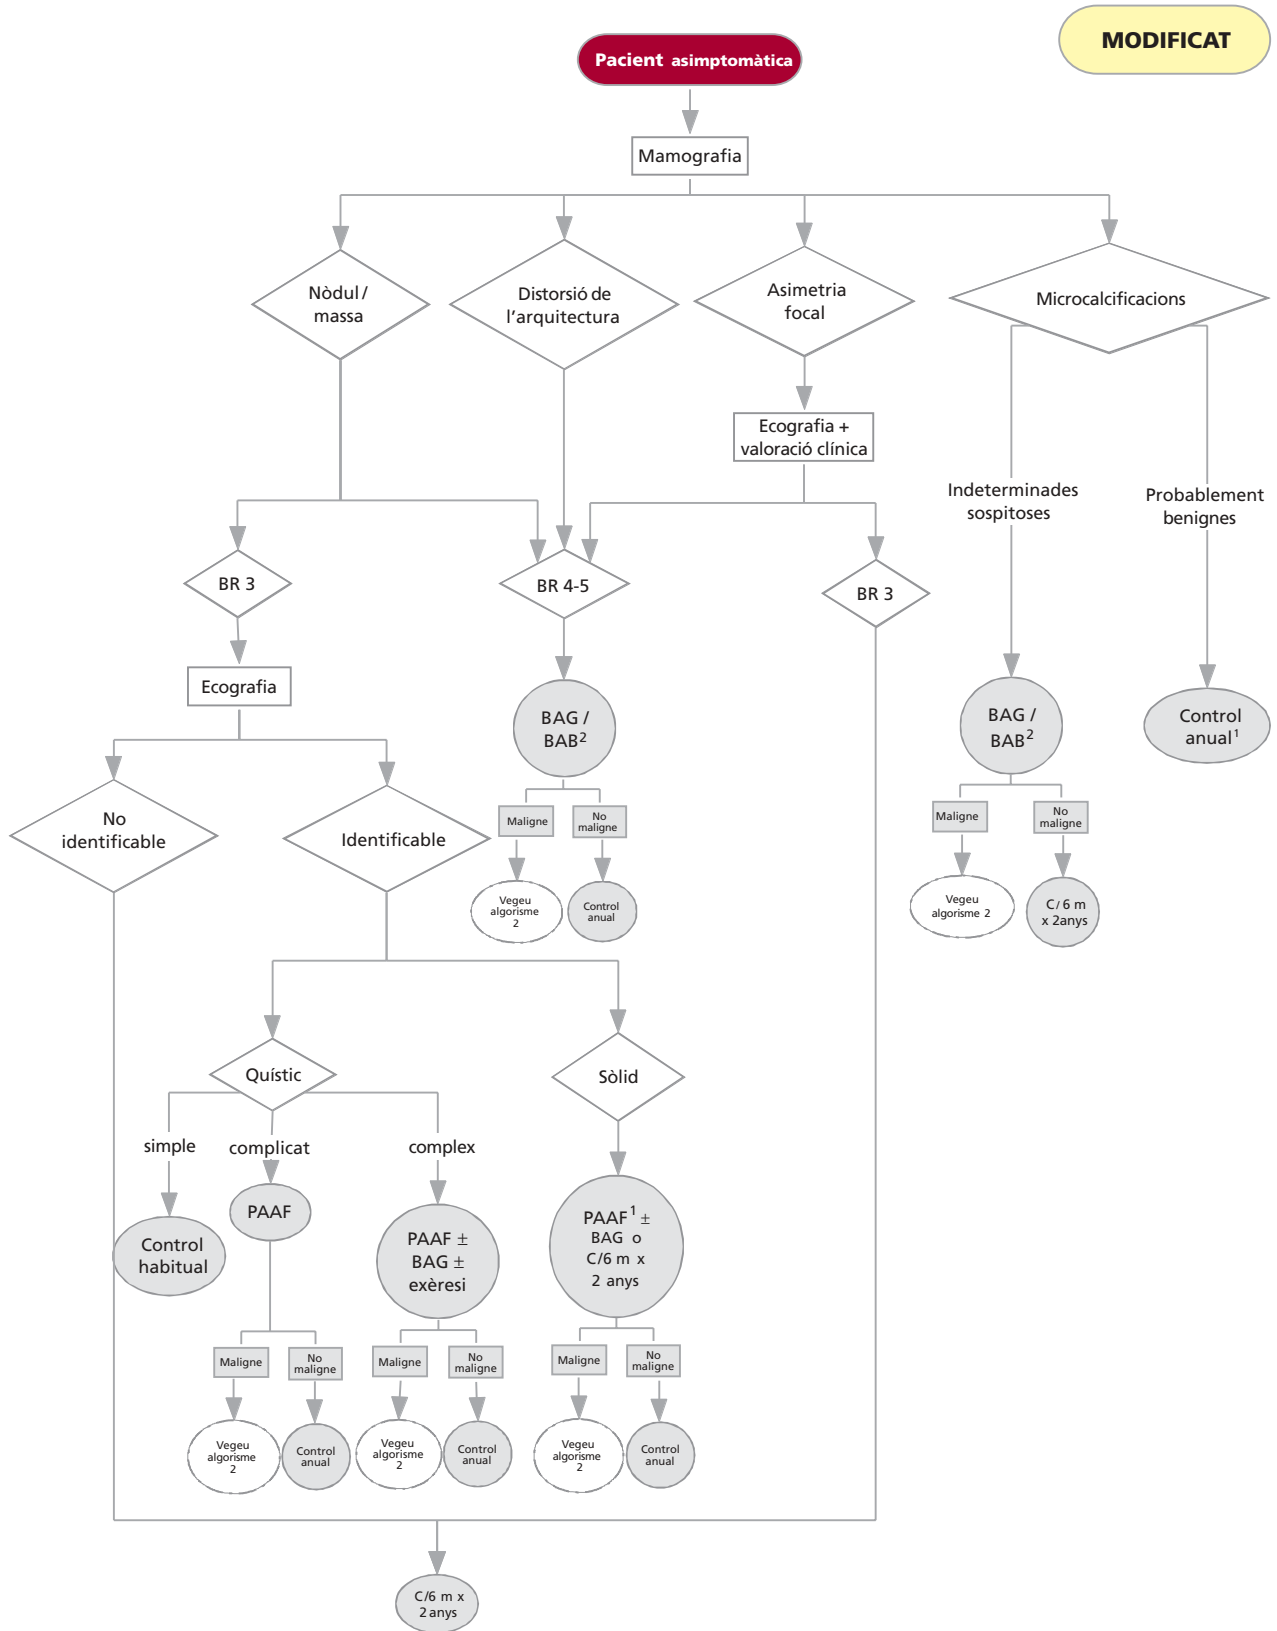 MODIFICAT
Pacient asimptomàtica
Mamografia
Nòdul /
massa
Distorsió de
l'arquitectura
Asimetria
focal
Microcalcificacions
Ecografia +
valoració clínica
Indeterminades
sospitoses
Probablement
benignes
BR 3
BR 4-5
BR 3
Ecografia
BAG /
BAB²
BAG /
BAB²
Control
anual¹
No
identificable
Identificable
Maligne
No
maligne
Maligne
No
maligne
Vegeu
algorisme
2
Control
anual
Vegeu
algorisme 2
C/ 6 m
x 2anys
Quístic
Sòlid
simple
complicat
complex
Control
habitual
PAAF
PAAF ±
BAG ±
exèresi
PAAF¹ ±
BAG o
C/6 m x
2 anys
Maligne
No
maligne
Maligne
No
maligne
Maligne
No
maligne
Vegeu
algorisme
2
Control
anual
Vegeu
algorisme
2
Control
anual
Vegeu
algorisme
2
Control
anual
C/6 m x
2 anys